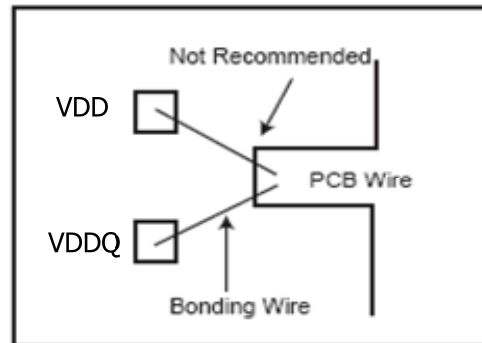 Not Recommended
VDD
PCB Wire
VDDQ
Bonding Wire